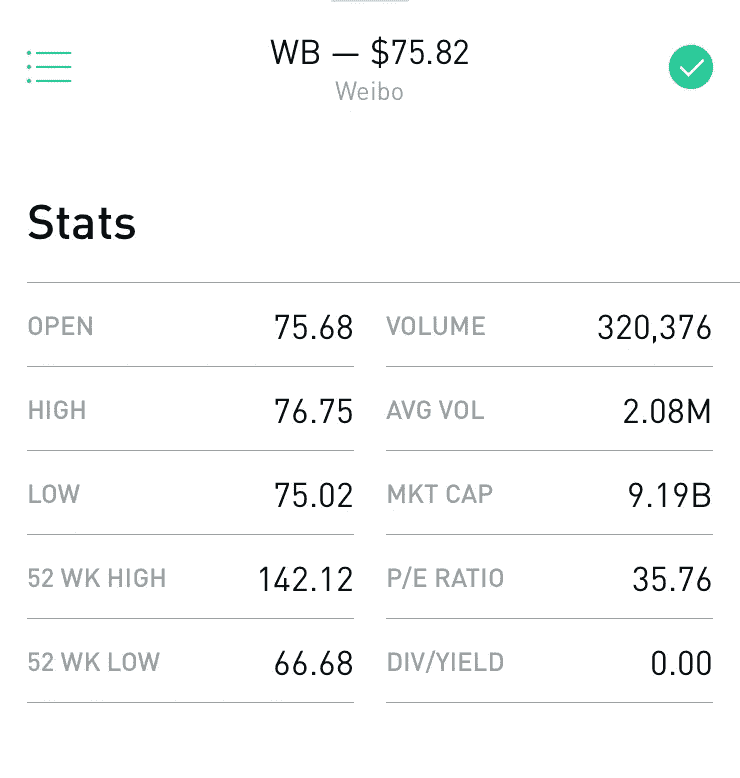 WB — $75.82
Weibo
Stats
OPEN 75.68 VOLUME 320,376
HIGH 76.75 AVG VOL 2.08M
LOW 75.02 MKT CAP 9.19B
52 WK HIGH 142.12 P/E RATIO 35.76
52 WK LOW 66.68 DIV/YIELD 0.00